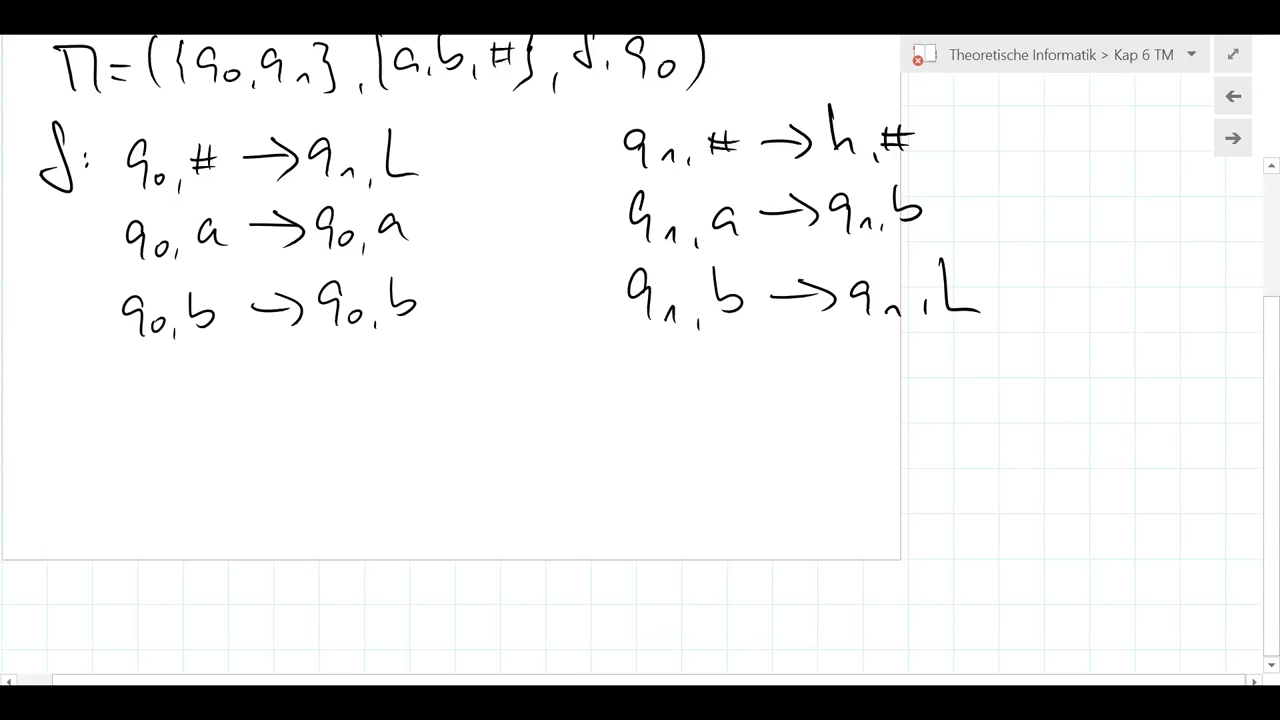 M = ({q₀, q₁}, {a, b, #}, δ, q₀)
Theoretische Informatik > Kap 6 TM
δ: q₀, # → q₁, L
q₀, a → q₀, a
q₀, b → q₀, b
q₁, # → h, #
q₁, a → q₁, b
q₁, b → q₁, L